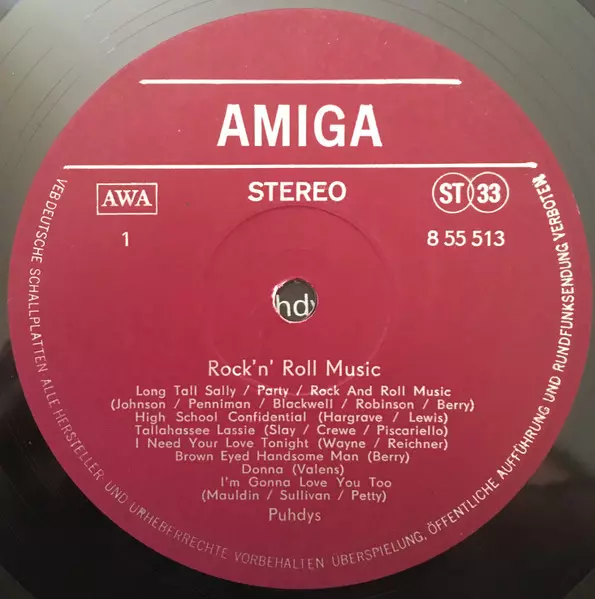 AMIGA
AWA
STEREO
ST 33
1
8 55 513
hdy
Rock'n' Roll Music
Long Tall Sally / Party / Rock And Roll Music
(Johnson / Penniman / Blackwell / Robinson / Berry)
High School Confidential (Hargrave / Lewis)
Tallahassee Lassie (Slay / Crewe / Piscariello)
I Need Your Love Tonight (Wayne / Reichner)
Brown Eyed Handsome Man (Berry)
Donna (Valens)
I'm Gonna Love You Too
(Mauldin / Sullivan / Petty)
Puhdys
VEB DEUTSCHE SCHALLPLATTEN ALLE HERSTELLER- UND URHEBERRECHTE VORBEHALTEN ÜBERSPIELUNG, ÖFFENTLICHE AUFFÜHRUNG UND RUNDFUNKSENDUNG VERBOTEN